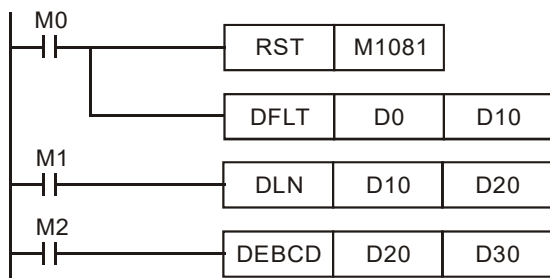 M0
RST M1081
DFLT D0 D10
M1
DLN D10 D20
M2
DEBCD D20 D30